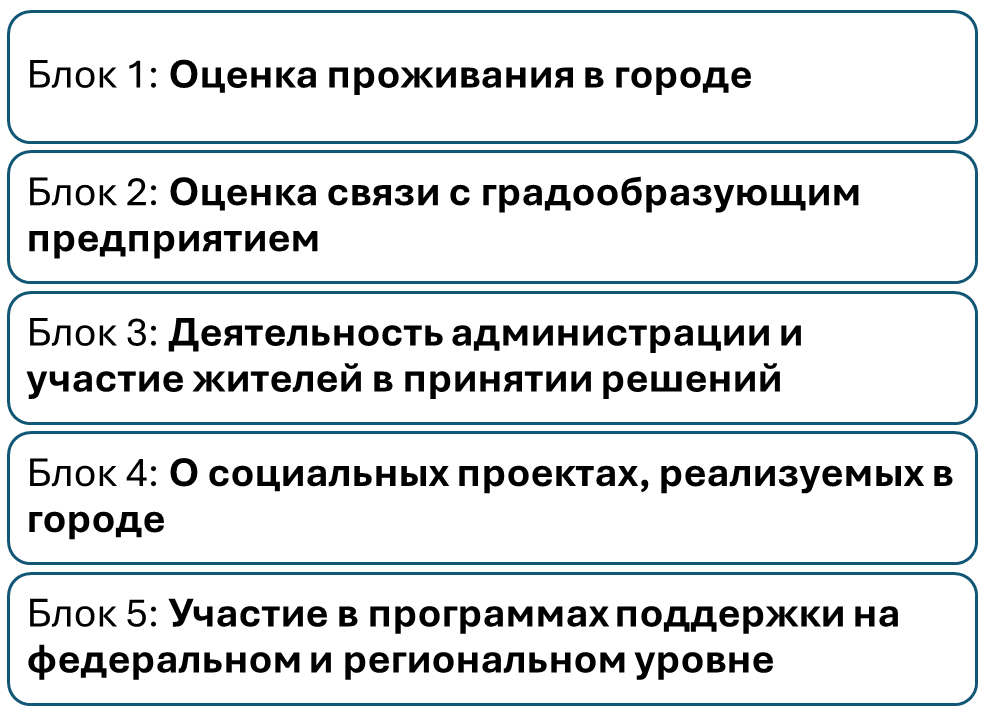 Блок 1: Оценка проживания в городе
Блок 2: Оценка связи с градообразующим
предприятием
Блок 3: Деятельность администрации и
участие жителей в принятии решений
Блок 4: О социальных проектах, реализуемых в
городе
Блок 5: Участие в программах поддержки на
федеральном и региональном уровне